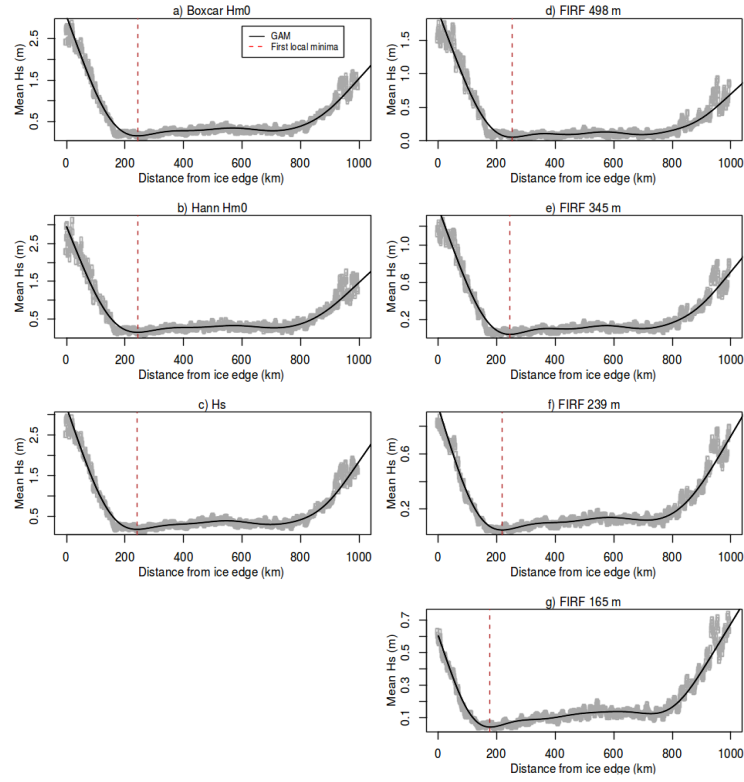 a) Boxcar Hm0
Mean Hs (m)
0.5 1.5 2.5
GAM
First local minima
0 200 400 600 800 1000
Distance from ice edge (km)
b) Hann Hm0
Mean Hs (m)
0.5 1.5 2.5
0 200 400 600 800 1000
Distance from ice edge (km)
c) Hs
Mean Hs (m)
0.5 1.5 2.5
0 200 400 600 800 1000
Distance from ice edge (km)
d) FIRF 498 m
Mean Hs (m)
0.0 0.5 1.0 1.5
0 200 400 600 800 1000
Distance from ice edge (km)
e) FIRF 345 m
Mean Hs (m)
0.2 0.6 1.0
0 200 400 600 800 1000
Distance from ice edge (km)
f) FIRF 239 m
Mean Hs (m)
0.2 0.6
0 200 400 600 800 1000
Distance from ice edge (km)
g) FIRF 165 m
Mean Hs (m)
0.1 0.3 0.5 0.7
0 200 400 600 800 1000
Distance from ice edge (km)